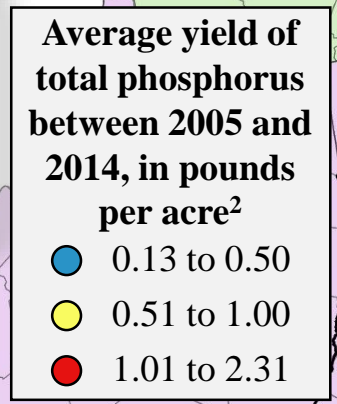 Average yield of
total phosphorus
between 2005 and
2014, in pounds
per acre²
0.13 to 0.50
0.51 to 1.00
1.01 to 2.31